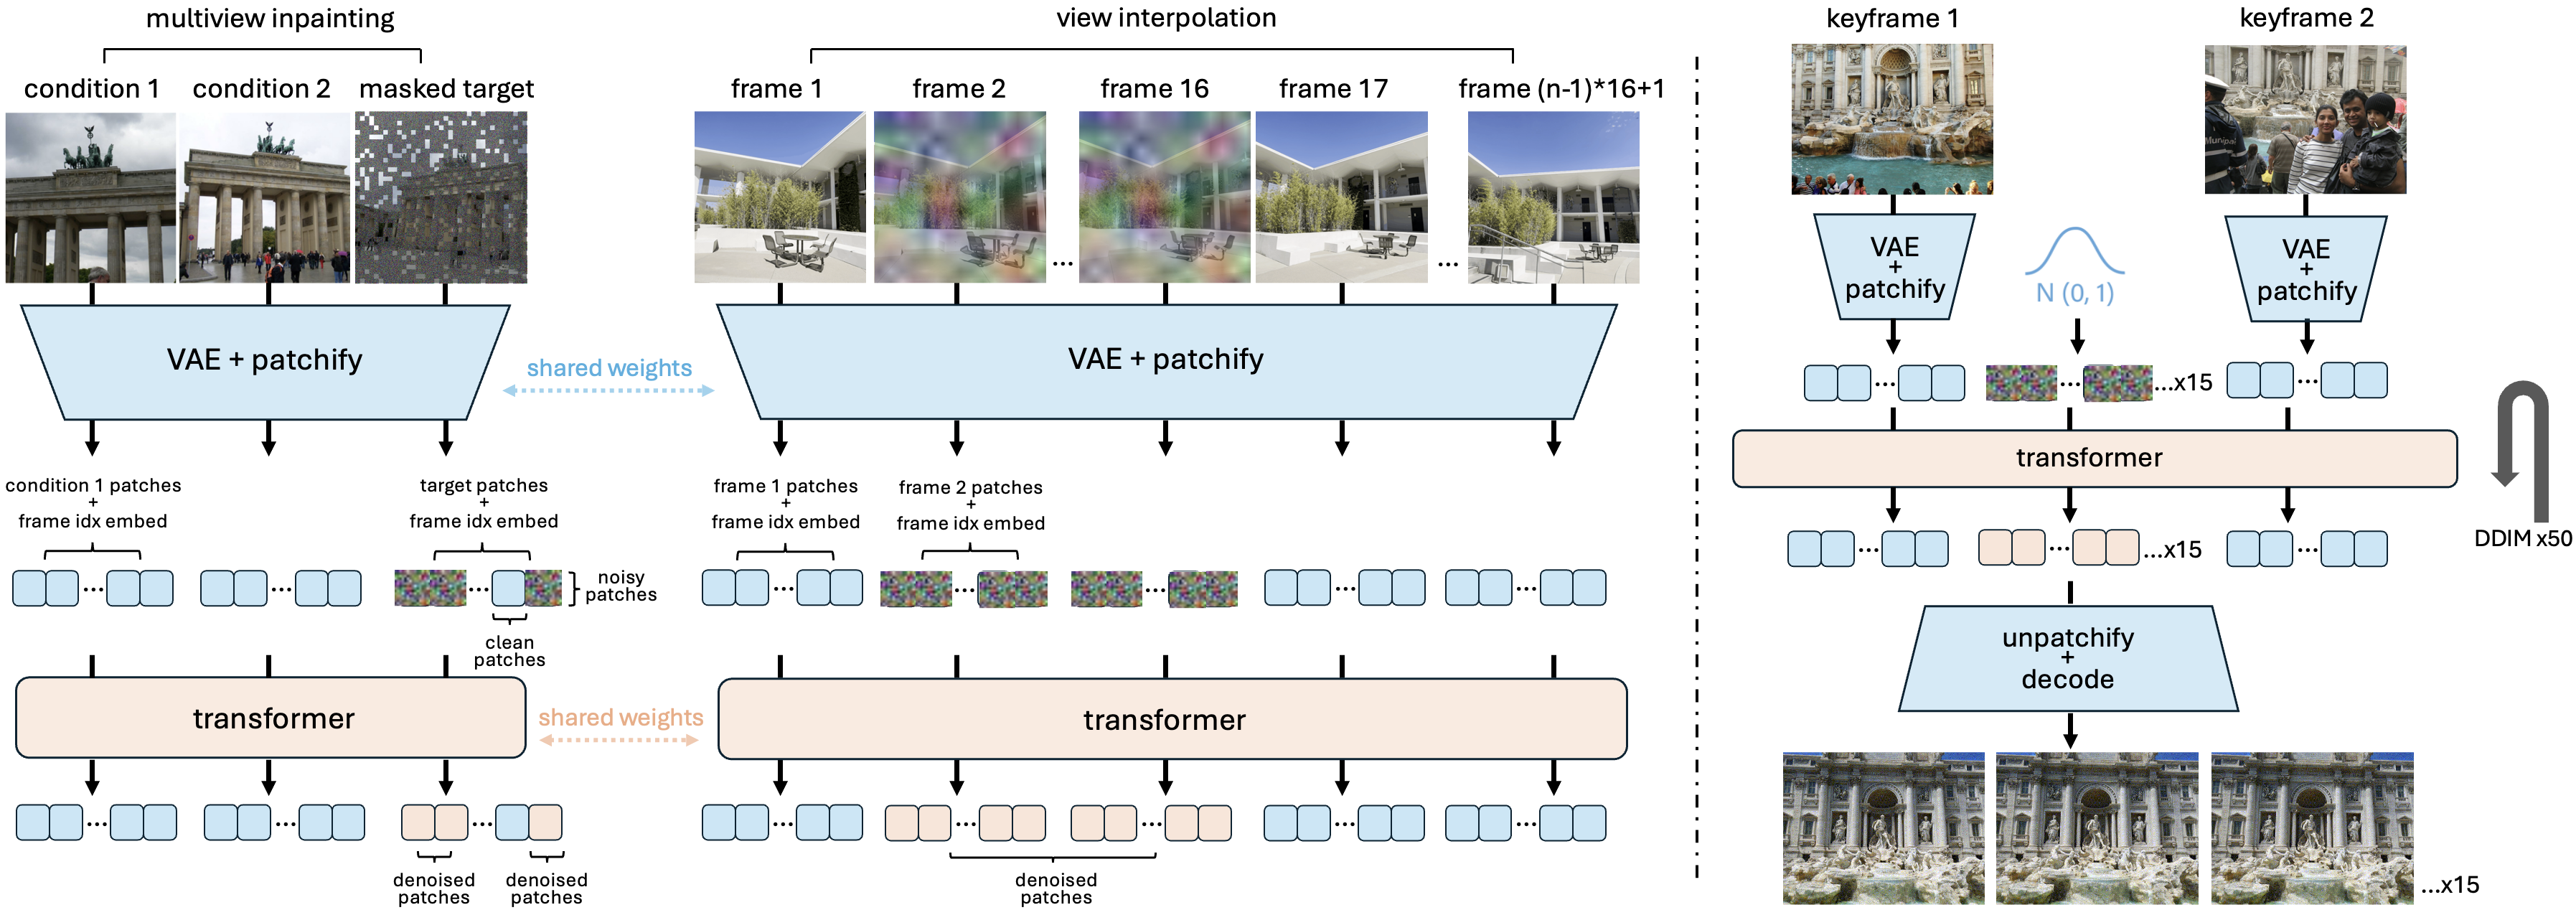 multiview inpainting
condition 1
condition 2
masked target
VAE + patchify
condition 1 patches
+
frame idx embed
target patches
+
frame idx embed
noisy
patches
clean
patches
transformer
denoised
patches
denoised
patches
shared weights
shared weights
view interpolation
frame 1
frame 2
frame 16
frame 17
frame (n-1)*16+1
...
...
VAE + patchify
frame 1 patches
+
frame idx embed
frame 2 patches
+
frame idx embed
transformer
denoised
patches
keyframe 1
keyframe 2
Munipal
VAE
+
patchify
N (0, 1)
VAE
+
patchify
...x15
transformer
...x15
DDIM x50
unpatchify
+
decode
...x15